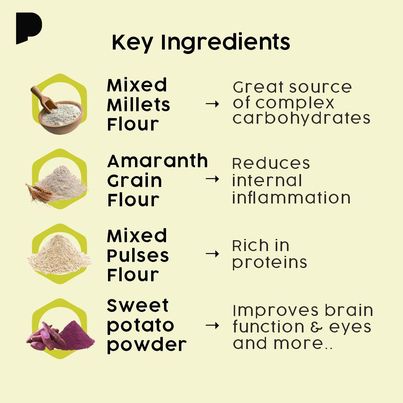 P
Key Ingredients
Mixed
Millets
Flour
→ Great source
of complex
carbohydrates
Amaranth
Grain
Flour
→ Reduces
internal
inflammation
Mixed
Pulses
Flour
→ Rich in
proteins
Sweet
potato
powder
→ Improves brain
function & eyes
and more..